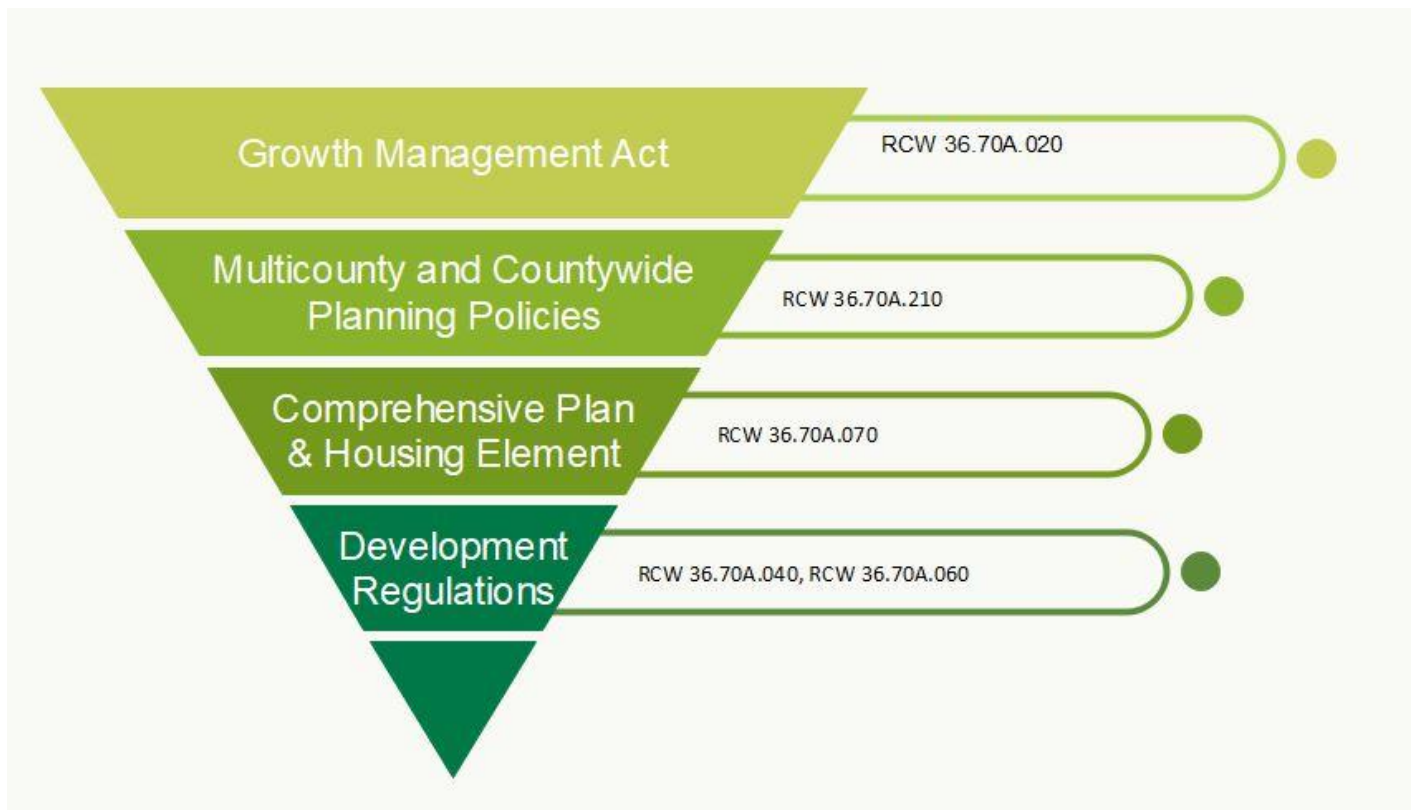 Growth Management Act
RCW 36.70A.020
Multicounty and Countywide
Planning Policies
RCW 36.70A.210
Comprehensive Plan
& Housing Element
RCW 36.70A.070
Development
Regulations
RCW 36.70A.040, RCW 36.70A.060